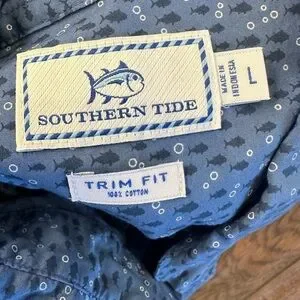 SOUTHERN TIDE
MADE IN
INDONESIA
L
TRIM FIT
100% COTTON